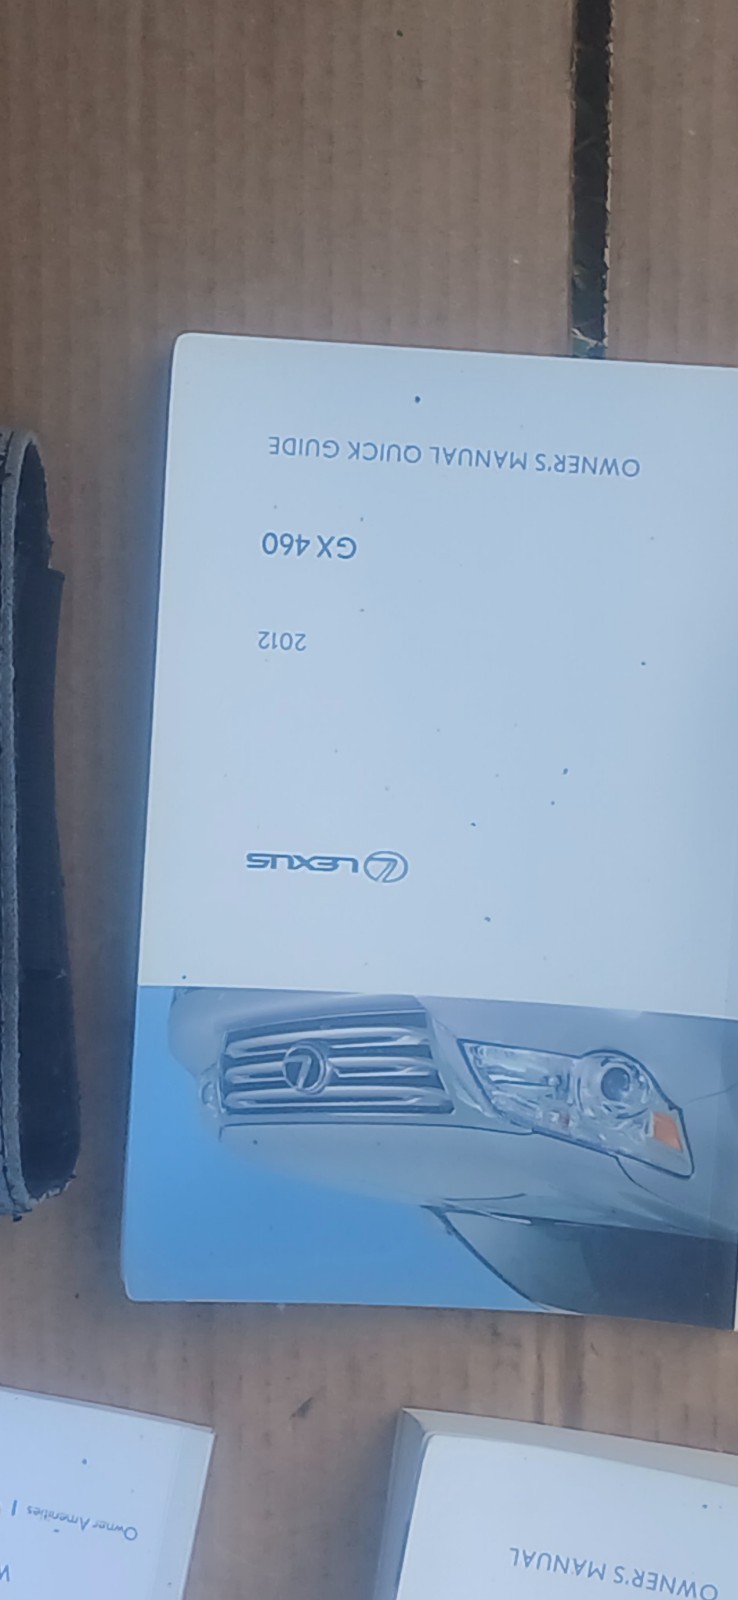 OWNER'S MANUAL QUICK GUIDE
GX 460
2012
LEXUS
Owner Amenities |
OWNER'S MANUAL